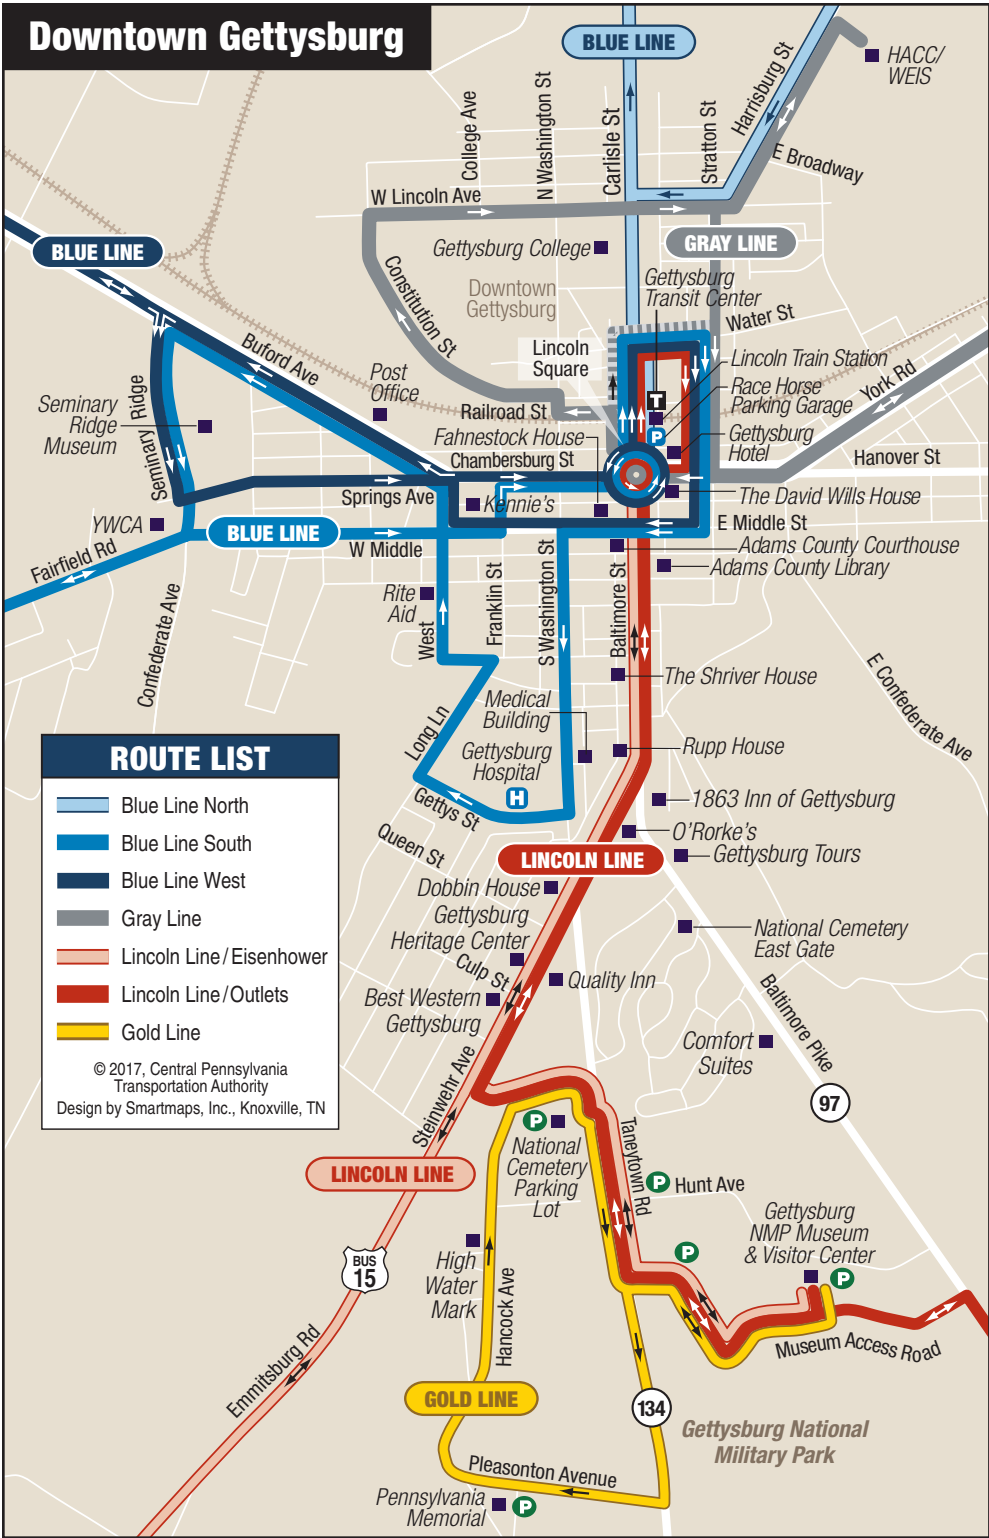 Downtown Gettysburg
BLUE LINE
HACC/
WEIS
Harrisburg St
College Ave
N Washington St
Carlisle St
Stratton St
E Broadway
W Lincoln Ave
BLUE LINE
Gettysburg College
GRAY LINE
Constitution St
Downtown
Gettysburg
Gettysburg
Transit Center
Water St
Lincoln
Square
Buford Ave
Post
Office
Lincoln Train Station
T
Race Horse
Parking Garage
York Rd
Seminary
Ridge
Museum
Seminary Ridge
Railroad St
P
Fahnestock House
Gettysburg
Hotel
Chambersburg St
Hanover St
Springs Ave
Kennie's
The David Wills House
YWCA
BLUE LINE
E Middle St
W Middle
Adams County Courthouse
Fairfield Rd
Adams County Library
Rite
Aid
West
Franklin St
S Washington St
Baltimore St
Confederate Ave
The Shriver House
E Confederate Ave
Medical
Building
Long Ln
Rupp House
Gettysburg
Hospital
H
Gettys St
1863 Inn of Gettysburg
O'Rorke's
Queen St
LINCOLN LINE
Gettysburg Tours
ROUTE LIST
Blue Line North
Blue Line South
Blue Line West
Gray Line
Lincoln Line/Eisenhower
Lincoln Line/Outlets
Gold Line
© 2017, Central Pennsylvania
Transportation Authority
Design by Smartmaps, Inc., Knoxville, TN
Dobbin House
Gettysburg
Heritage Center
National Cemetery
East Gate
Culp St
Quality Inn
Best Western
Gettysburg
Baltimore Pike
Comfort
Suites
Steinwehr Ave
97
P
National
Cemetery
Parking
Lot
Taneytown Rd
LINCOLN LINE
P
Hunt Ave
Gettysburg
NMP Museum
& Visitor Center
P
P
BUS
15
High
Water
Mark
Hancock Ave
Museum Access Road
Emmitsburg Rd
GOLD LINE
134
Gettysburg National
Military Park
Pleasonton Avenue
Pennsylvania
Memorial
P